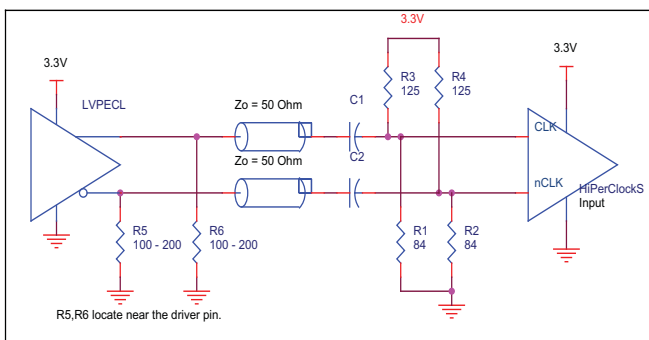 3.3V
3.3V
LVPECL
Zo = 50 Ohm
C1
R3
125
R4
125
3.3V
CLK
Zo = 50 Ohm
C2
nCLK
HiPerClockS
Input
R5
100 - 200
R6
100 - 200
R1
84
R2
84
R5,R6 locate near the driver pin.